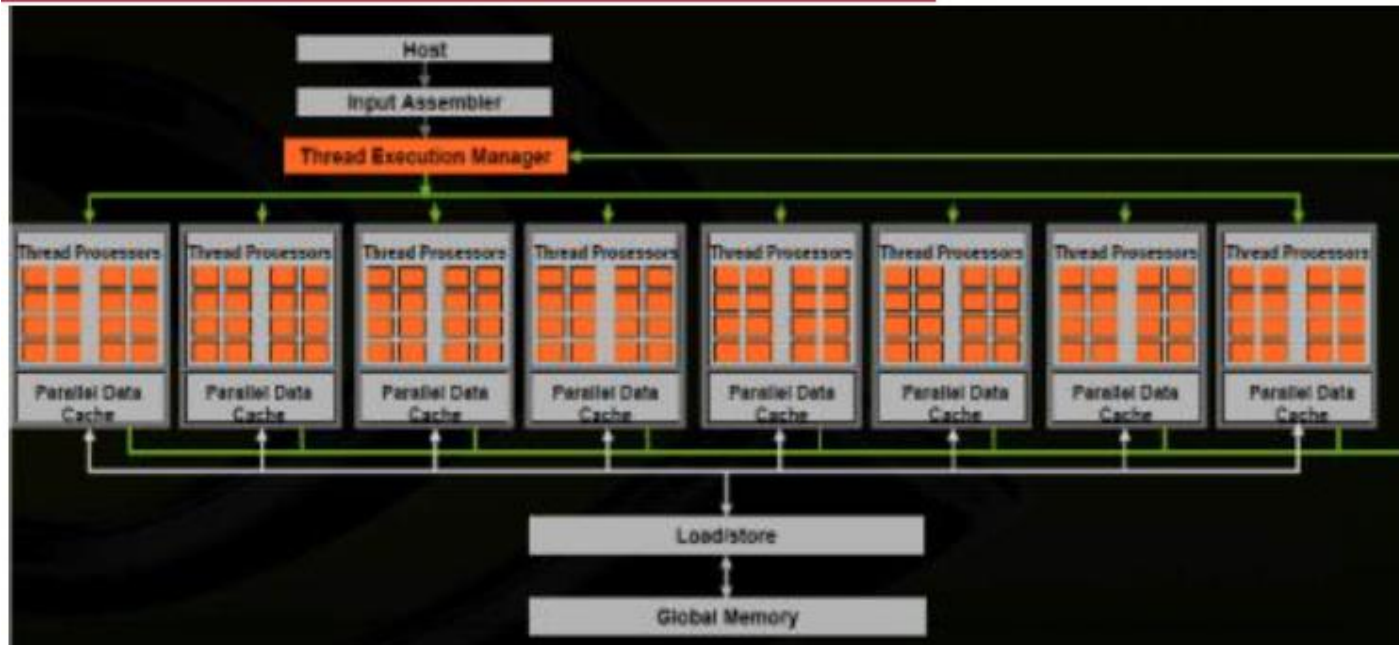 Host
Input Assembler
Thread Execution Manager
Thread Processors
Thread Processors
Thread Processors
Thread Processors
Thread Processors
Thread Processors
Thread Processors
Thread Processors
Parallel Data
Cache
Parallel Data
Cache
Parallel Data
Cache
Parallel Data
Cache
Parallel Data
Cache
Parallel Data
Cache
Parallel Data
Cache
Parallel Data
Cache
Load/store
Global Memory